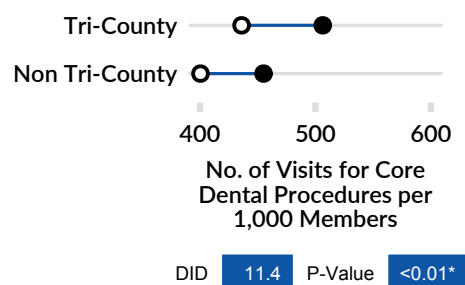 Tri-County
Non Tri-County
400 500 600
No. of Visits for Core
Dental Procedures per
1,000 Members
DID 11.4 P-Value <0.01*